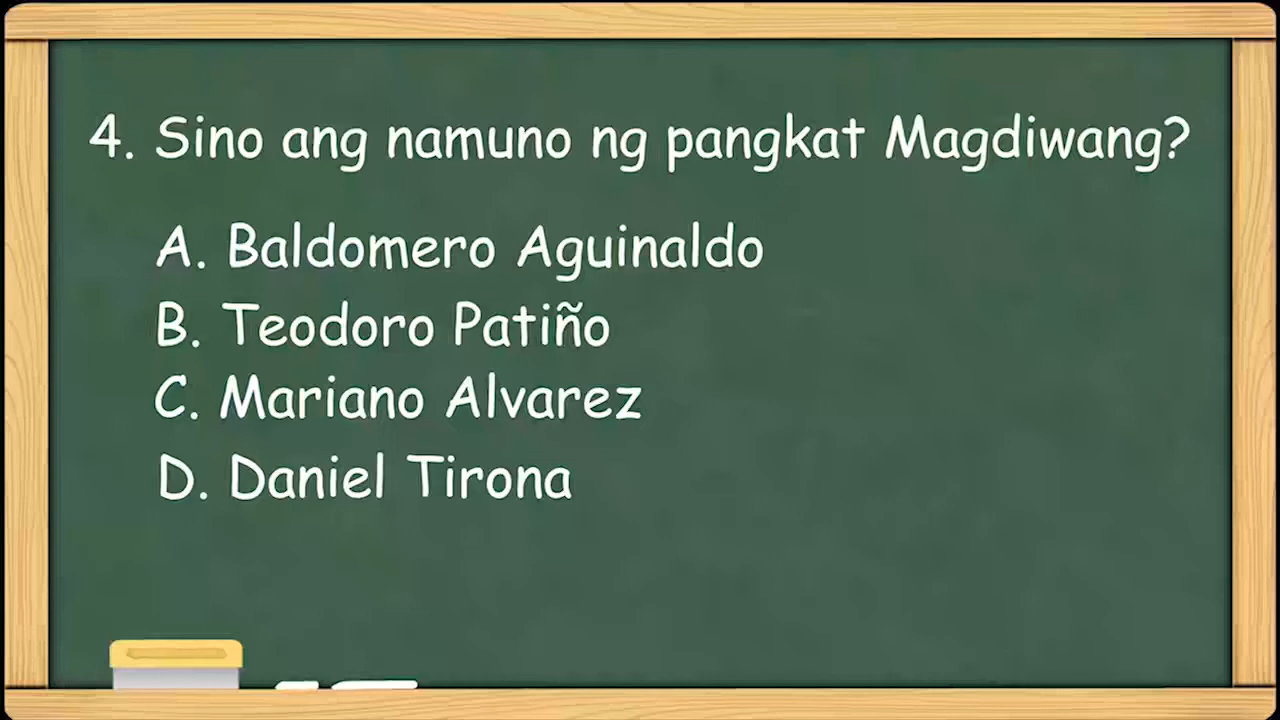 4. Sino ang namuno ng pangkat Magdiwang?
A. Baldomero Aguinaldo
B. Teodoro Patiño
C. Mariano Alvarez
D. Daniel Tirona